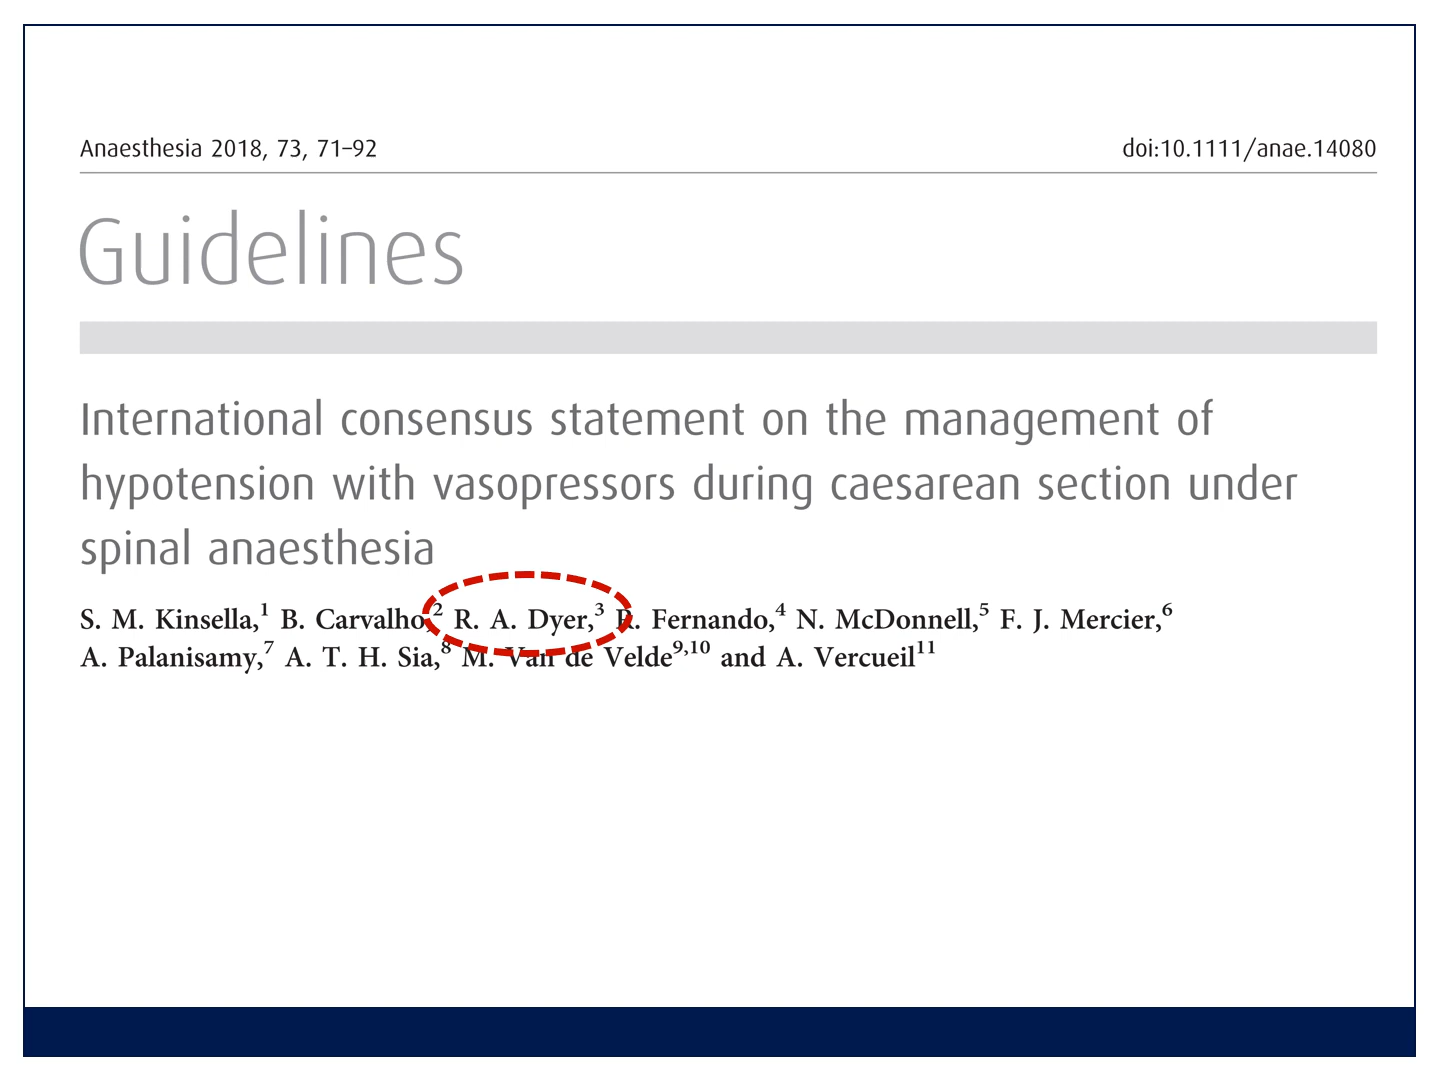 Anaesthesia 2018, 73, 71–92 doi:10.1111/anae.14080
Guidelines
International consensus statement on the management of
hypotension with vasopressors during caesarean section under
spinal anaesthesia
S. M. Kinsella,1 B. Carvalho,2 R. A. Dyer,3 R. Fernando,4 N. McDonnell,5 F. J. Mercier,6
A. Palanisamy,7 A. T. H. Sia,8 M. Van de Velde9,10 and A. Vercueil11